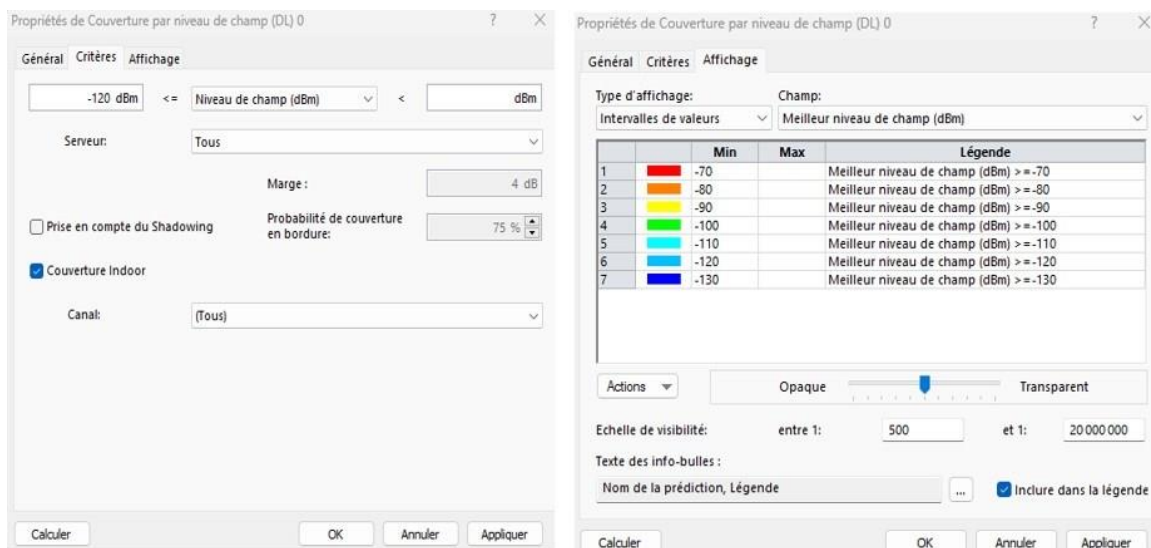 Propriétés de Couverture par niveau de champ (DL) 0 ? ×
Général Critères Affichage
-120 dBm <= Niveau de champ (dBm) < dBm
Serveur: Tous
Marge : 4 dB
Prise en compte du Shadowing
Probabilité de couverture
en bordure: 75 %
Couverture Indoor
Canal: (Tous)
Calculer OK Annuler Appliquer
Propriétés de Couverture par niveau de champ (DL) 0 ? ×
Général Critères Affichage
Type d'affichage: Champ:
Intervalles de valeurs Meilleur niveau de champ (dBm)
Min Max Légende
1 -70 Meilleur niveau de champ (dBm) >=-70
2 -80 Meilleur niveau de champ (dBm) >=-80
3 -90 Meilleur niveau de champ (dBm) >=-90
4 -100 Meilleur niveau de champ (dBm) >=-100
5 -110 Meilleur niveau de champ (dBm) >=-110
6 -120 Meilleur niveau de champ (dBm) >=-120
7 -130 Meilleur niveau de champ (dBm) >=-130
Actions Opaque Transparent
Echelle de visibilité: entre 1: 500 et 1: 20 000 000
Texte des info-bulles :
Nom de la prédiction, Légende ... Inclure dans la légende
Calculer OK Annuler Appliquer